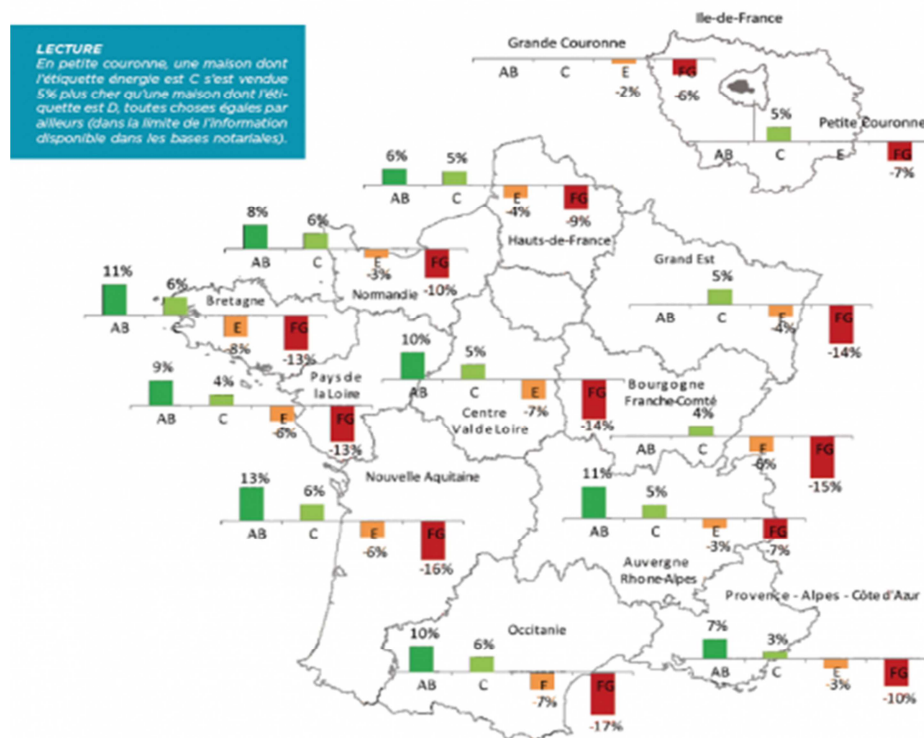 LECTURE
En petite couronne, une maison dont
l'étiquette énergie est C s'est vendue
5% plus cher qu'une maison dont l'éti-
quette est D, toutes choses égales par
ailleurs (dans la limite de l'information
disponible dans les bases notariales).
Ile-de-France
Grande Couronne
AB C E FG
-2% -6%
5%
Petite Couronne
AB C E FG
-7%
6% 5%
AB C E FG
-4% -9%
Hauts-de-France
8% 6%
AB C E FG
-3% -10%
Normandie
Grand Est
5%
AB C E FG
-4% -14%
11% 6%
Bretagne
AB C E FG
-8% -13%
10% 5%
AB C E FG
-7% -14%
Centre
Val de Loire
9% 4%
Pays de
la Loire
AB C E FG
-6% -13%
Bourgogne
Franche-Comté
4%
AB C E FG
-6% -15%
Nouvelle Aquitaine
13% 6%
AB C E FG
-6% -16%
11% 5%
AB C E FG
-3% -7%
Auvergne
Rhone-Alpes
Provence - Alpes - Côte d'Azur
7% 3%
AB C E FG
-3% -10%
Occitanie
10% 6%
AB C E FG
-7% -17%